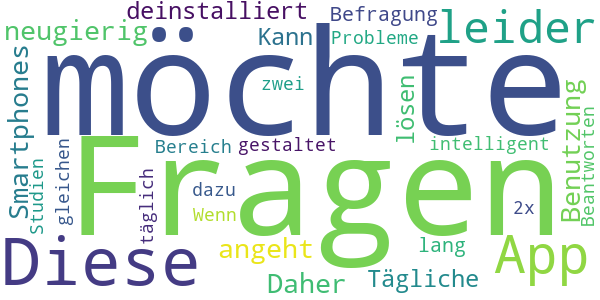 deinstalliert
Befragung
neugierig
Kann
Probleme
leider
möchte
zwei
Smartphones
lösen
Benutzung
Beantworten
Fragen
Studien
gleichen
täglich
Bereich
gestaltet
intelligent
dazu
Wenn
2x
Diese
angeht
lang
App
Daher
Tägliche